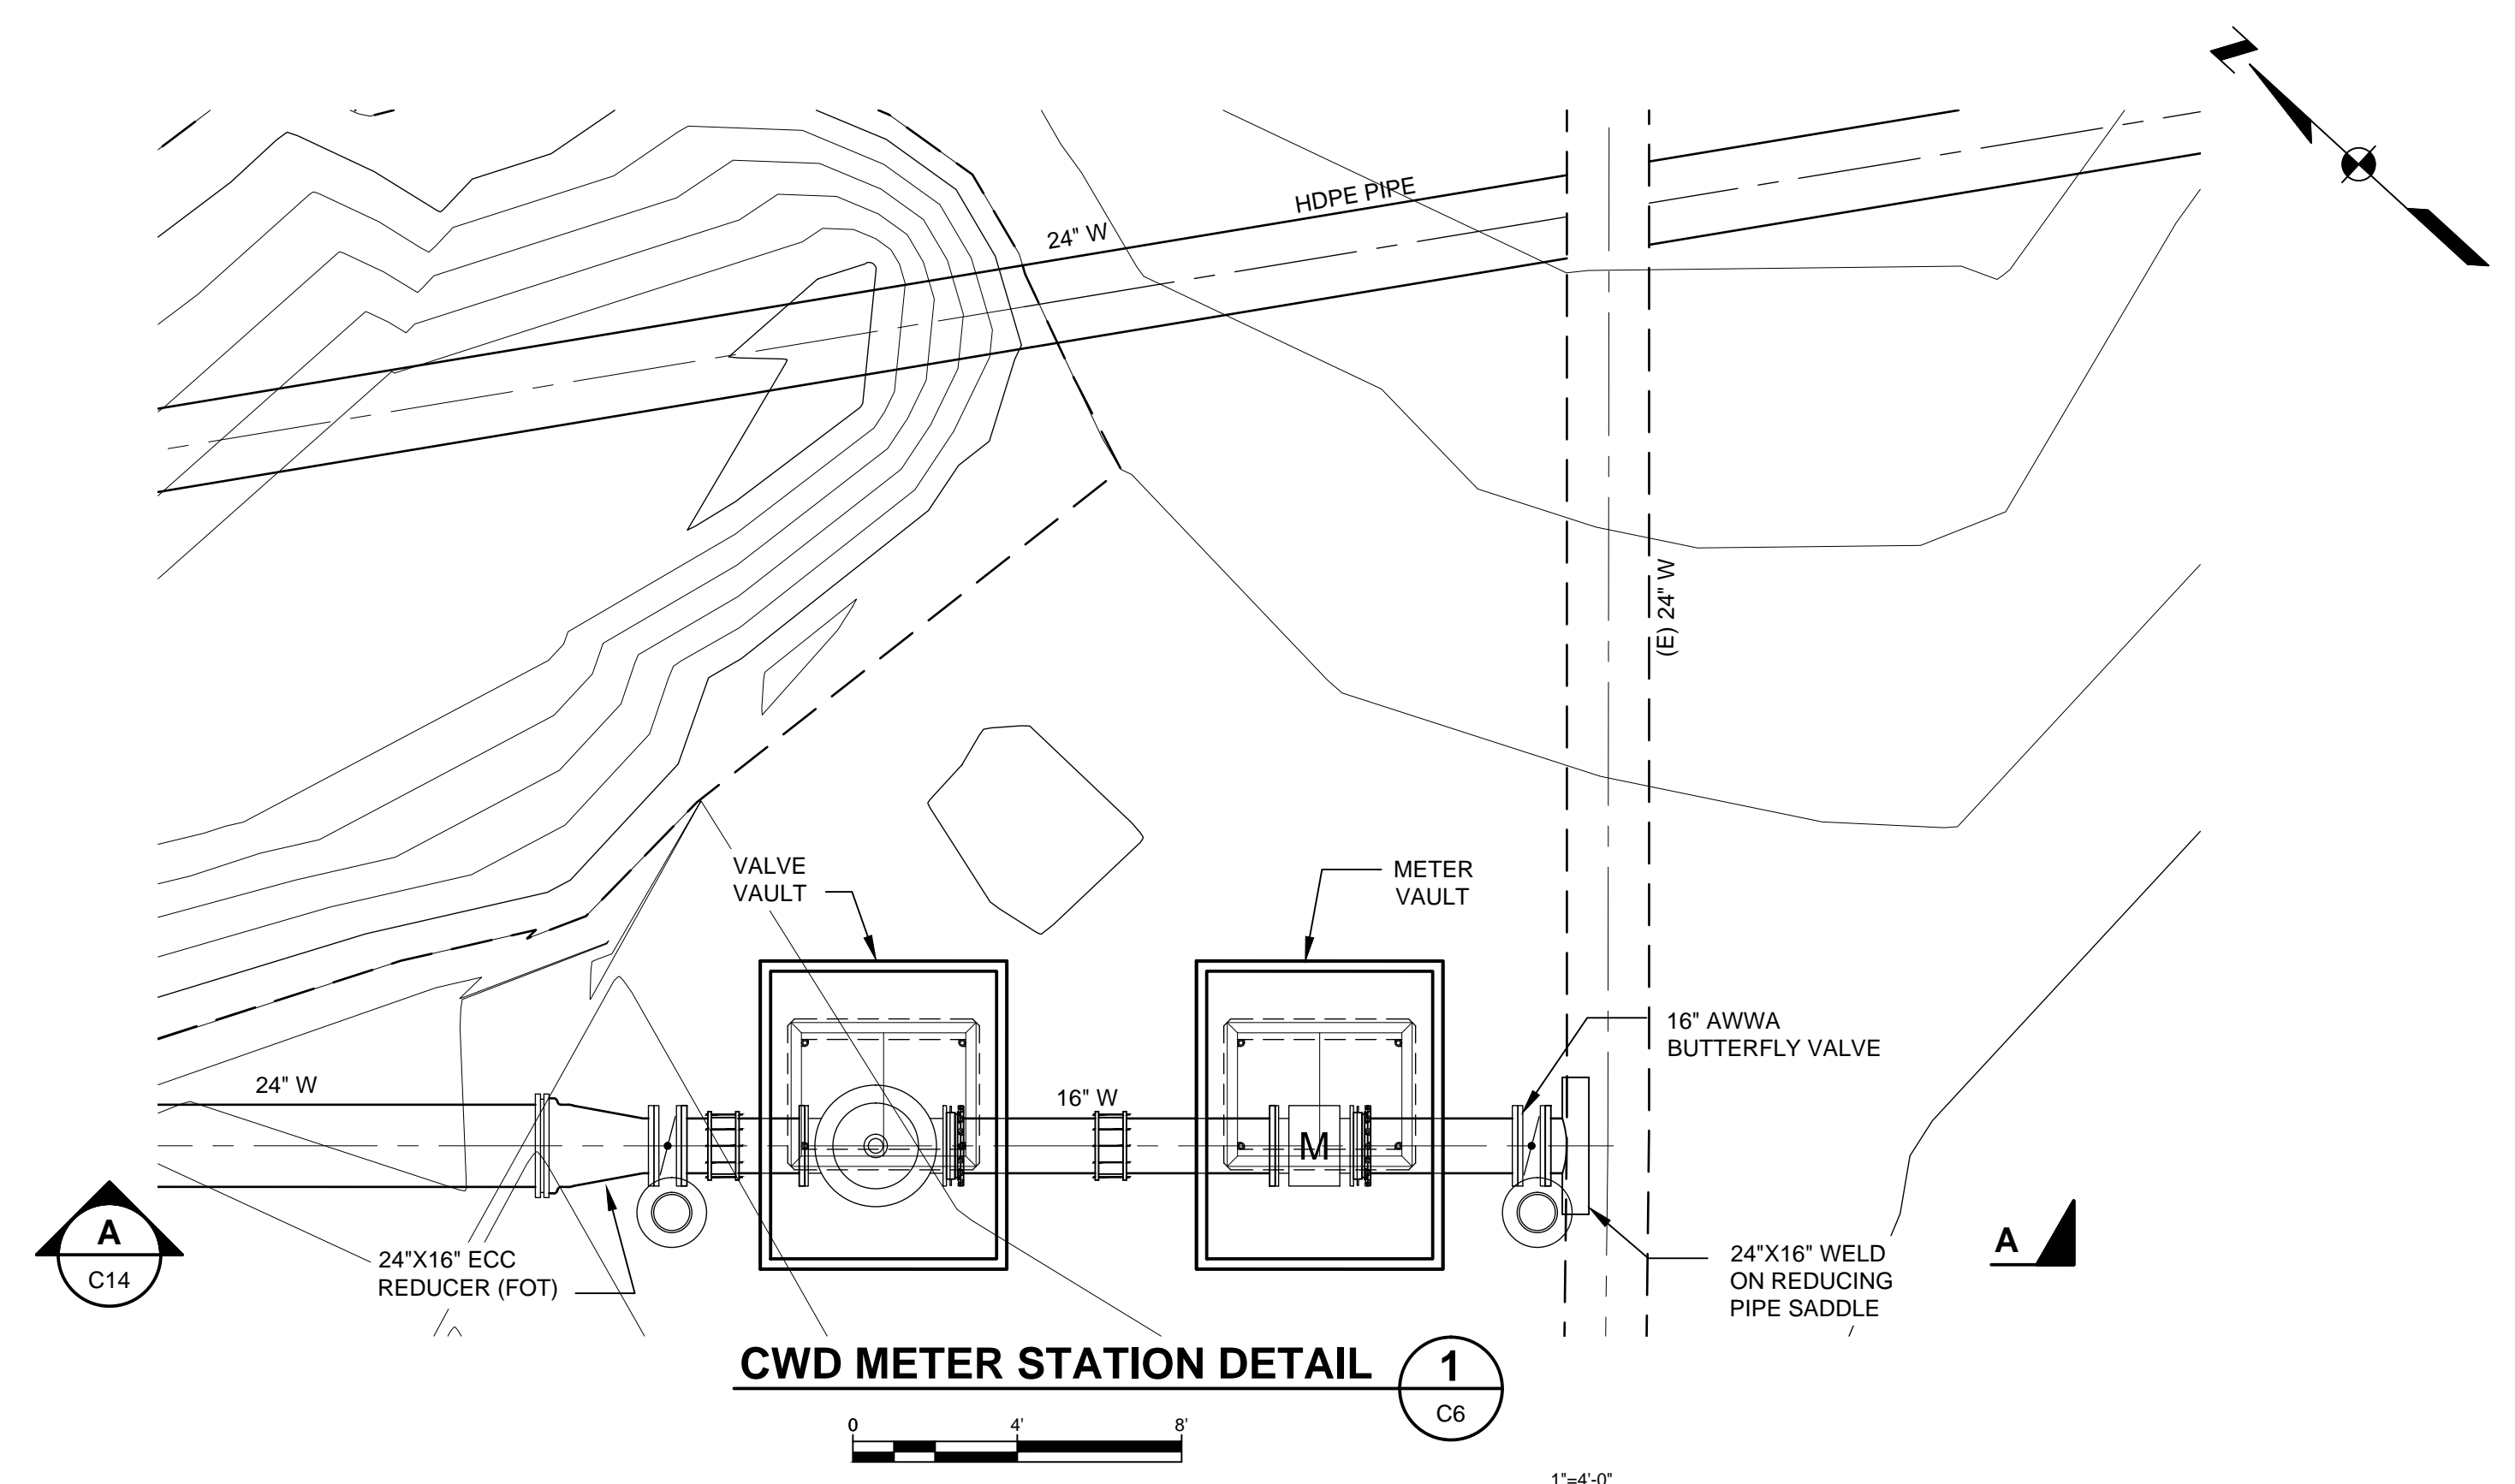 N
HDPE PIPE
24" W
(E) 24" W
VALVE
VAULT
METER
VAULT
16" AWWA
BUTTERFLY VALVE
24" W
16" W
M
A
C14
24"X16" ECC
REDUCER (FOT)
24"X16" WELD
ON REDUCING
PIPE SADDLE
A
CWD METER STATION DETAIL
1
C6
0 4' 8'
1"=4'-0"